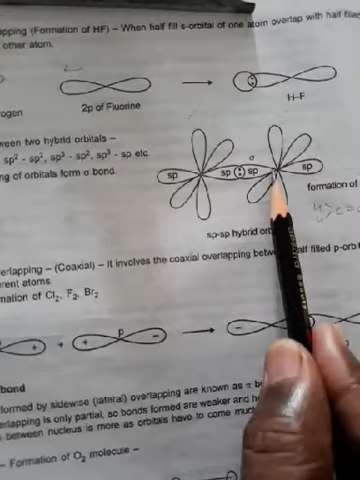 apping (Formation of HF) – When half fill s-orbital of one atom overlap with half filled
other atom.
rogen
2p of Fluorine
H–F
ween two hybrid orbitals –
sp² - sp², sp³ - sp², sp³ - sp etc.
ng of orbitals form σ bond.
sp
sp
σ
sp
sp
formation of
sp-sp hybrid orb
erlapping – (Coaxial) – It involves the coaxial overlapping betwe half filled p-orb
erent atoms
mation of Cl₂, F₂, Br₂
+
+
+
p
–
–
bond
formed by sidewise (lateral) overlapping are known as π b
erlapping is only partial, so bonds formed are weaker and h
between nucleus is more as orbitals have to come muc
– Formation of O₂ molecule –